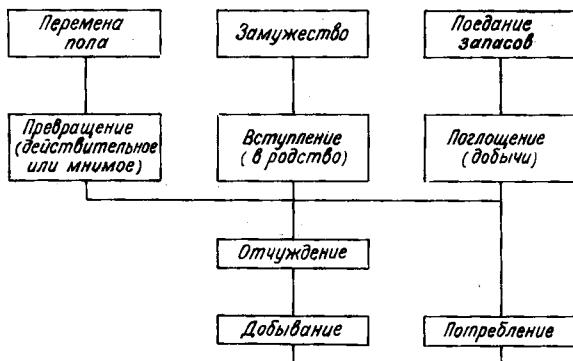 Перемена
пола
Замужество
Поедание
запасов
Превращение
(действительное
или мнимое)
Вступление
(в родство)
Поглощение
(добычи)
Отчуждение
Добывание
Потребление